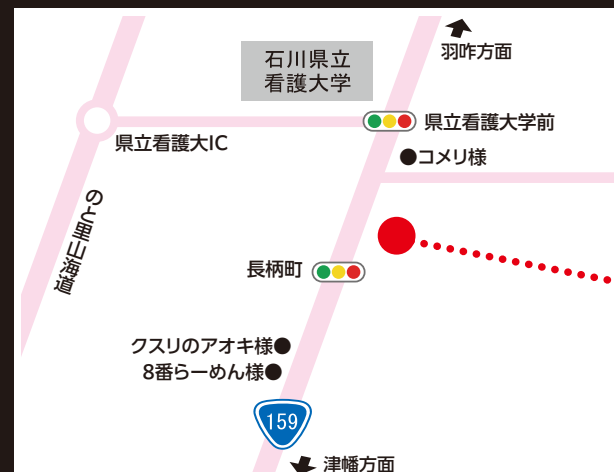 羽咋方面
石川県立
看護大学
県立看護大学前
県立看護大IC
●コメリ様
のと里山海道
長柄町
クスリのアオキ様●
8番らーめん様●
159
津幡方面